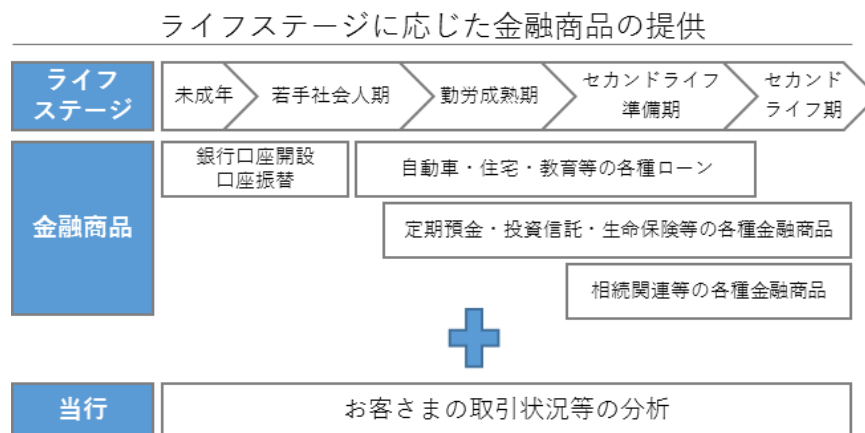 ライフステージに応じた金融商品の提供
ライフ
ステージ
未成年
若手社会人期
勤労成熟期
セカンドライフ
準備期
セカンド
ライフ期
金融商品
銀行口座開設
口座振替
自動車・住宅・教育等の各種ローン
定期預金・投資信託・生命保険等の各種金融商品
相続関連等の各種金融商品
当行
お客さまの取引状況等の分析